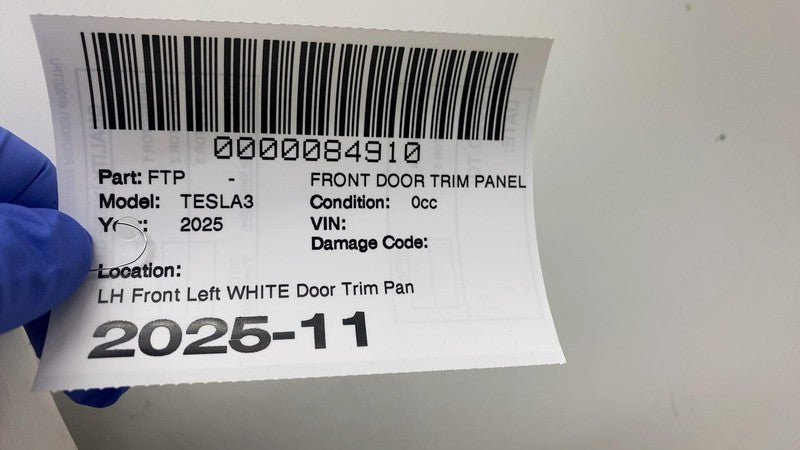 0000084910
Part: FTP - FRONT DOOR TRIM PANEL
Model: TESLA3 Condition: 0cc
Year: 2025 VIN:
Damage Code:
Location:
LH Front Left WHITE Door Trim Pan
2025-11